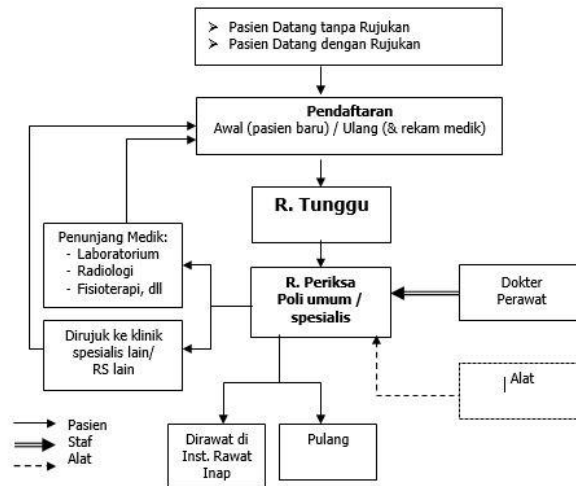 ➢ Pasien Datang tanpa Rujukan
➢ Pasien Datang dengan Rujukan
Pendaftaran
Awal (pasien baru) / Ulang (& rekam medik)
R. Tunggu
Penunjang Medik:
- Laboratorium
- Radiologi
- Fisioterapi, dll
R. Periksa
Poli umum /
spesialis
Dokter
Perawat
Dirujuk ke klinik
spesialis lain/
RS lain
Alat
Pasien
Staf
Alat
Dirawat di
Inst. Rawat
Inap
Pulang